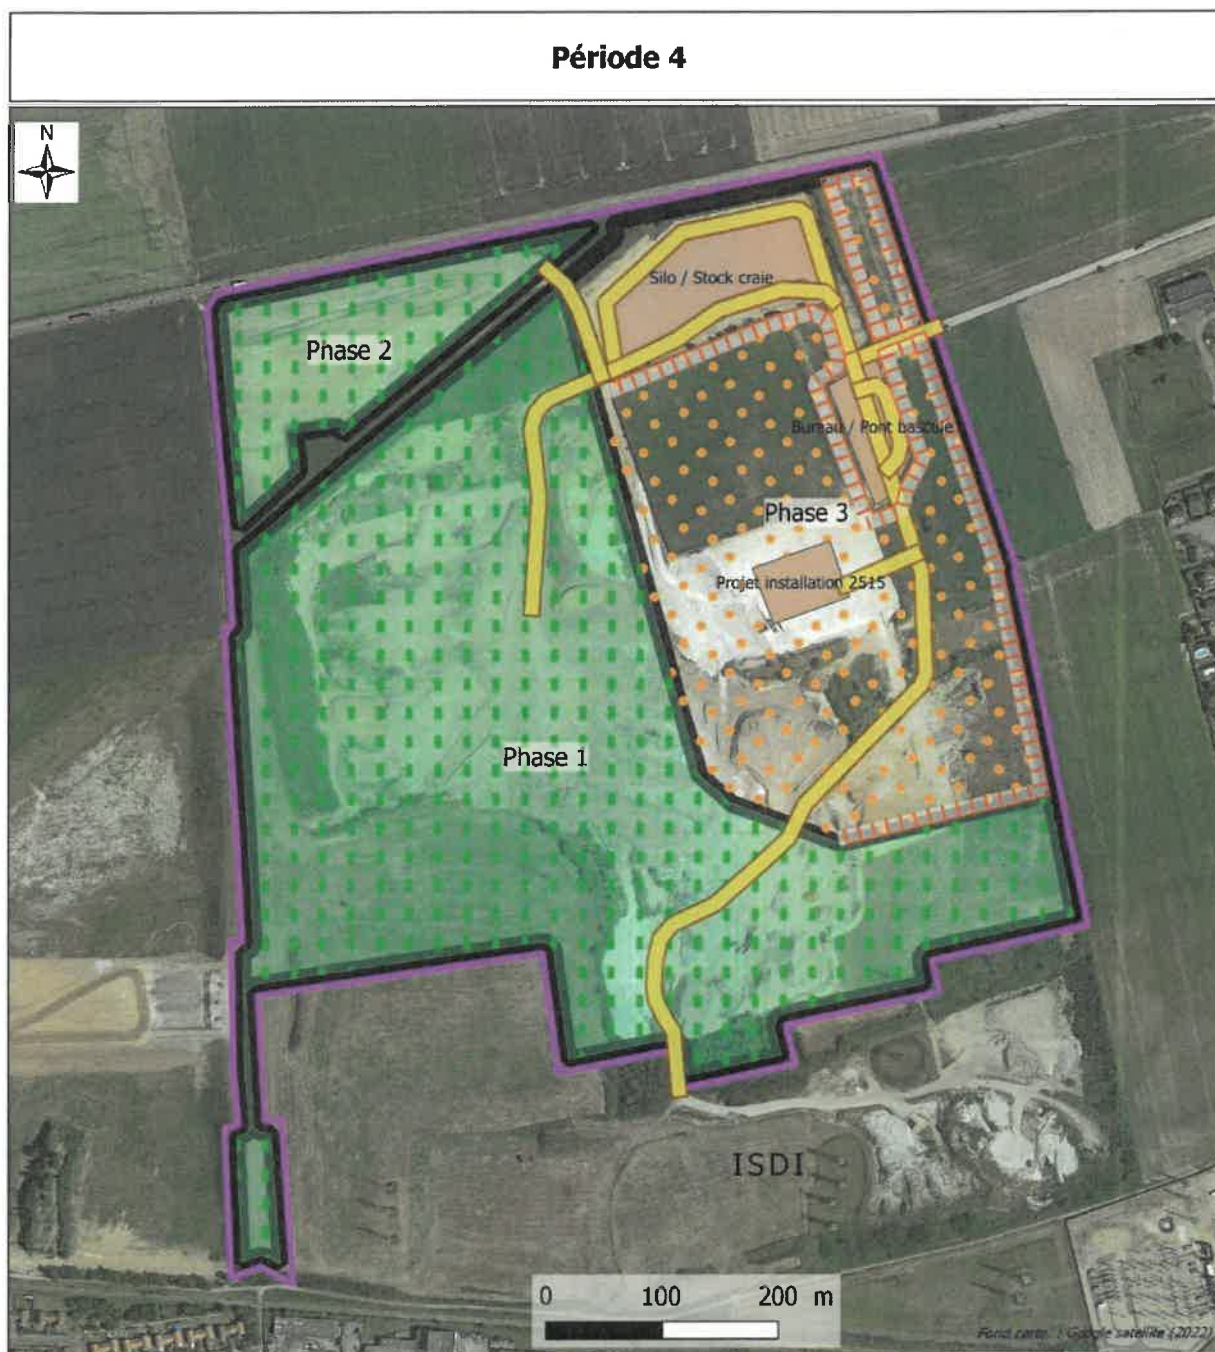 Période 4
N
Silo / Stock craie
Phase 2
Bureau / Pont bascule
Phase 3
Projet installation 2515
Phase 1
ISDI
0 100 200 m
Fond carto. : Google satellite (2022)